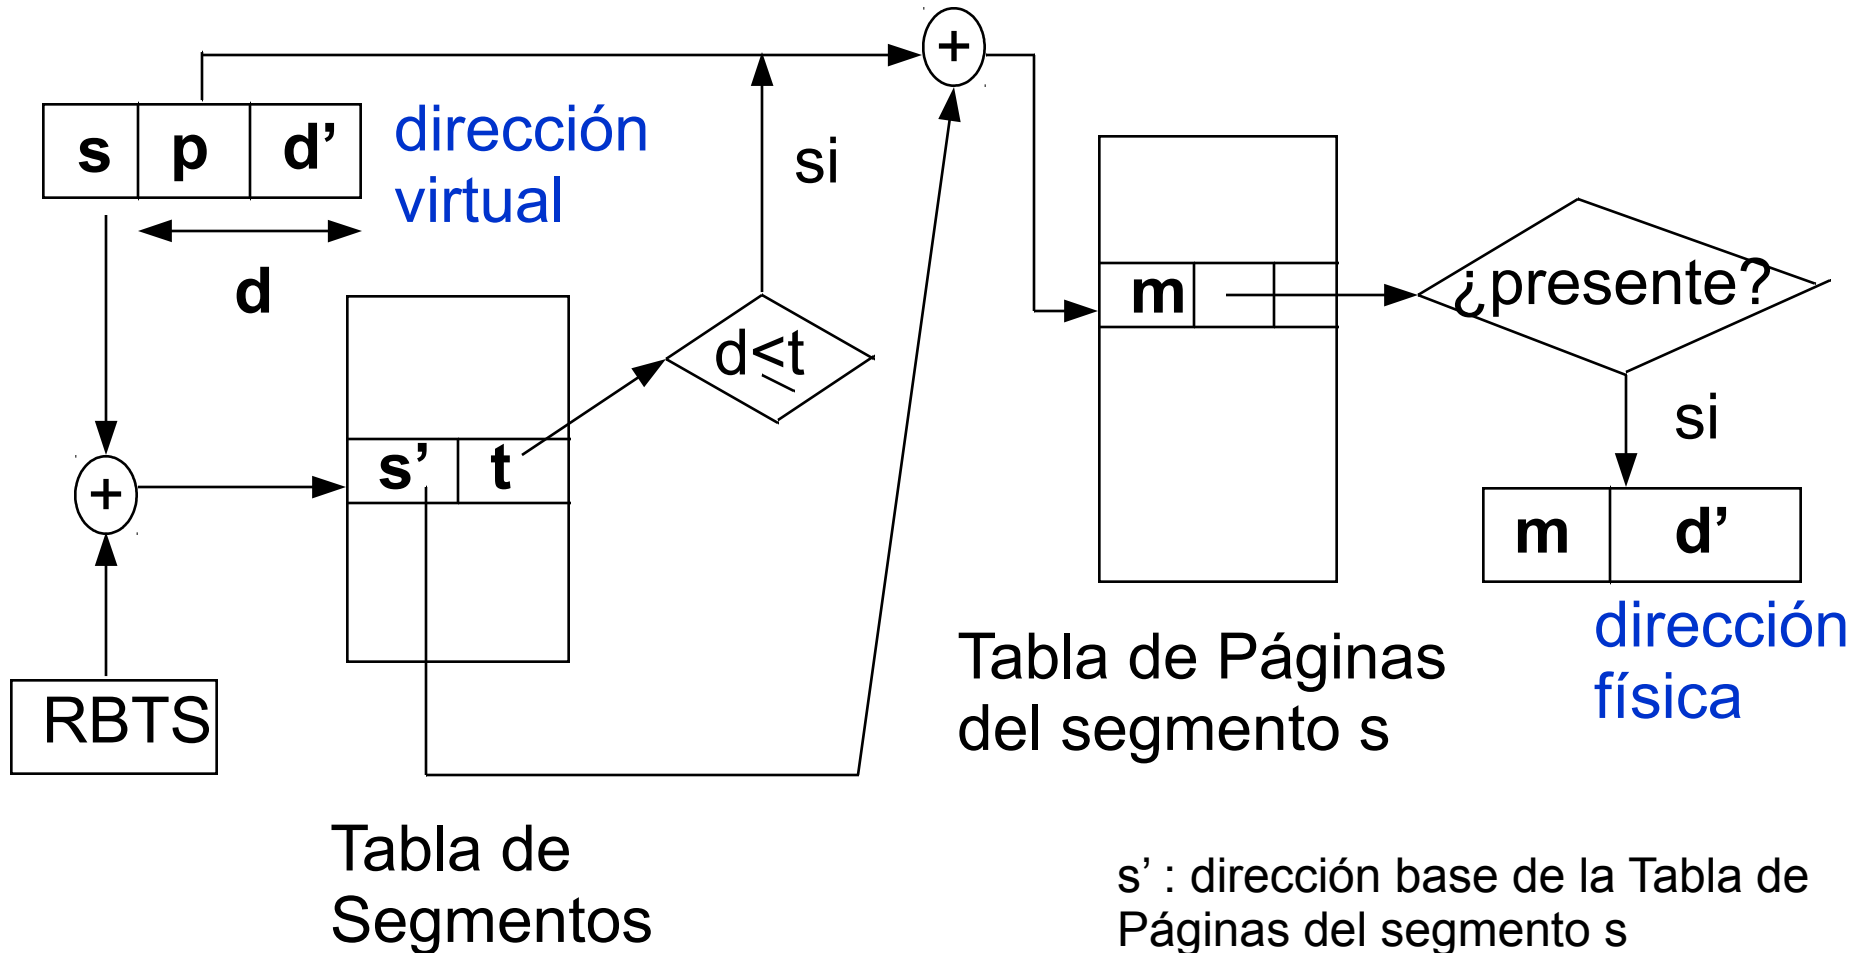 +
s p d’
dirección
virtual
si
d
¿presente?
m
d≤t
si
s’ t
+
m d’
RBTS
dirección
física
Tabla de Páginas
del segmento s
Tabla de
Segmentos
s’ : dirección base de la Tabla de
Páginas del segmento s